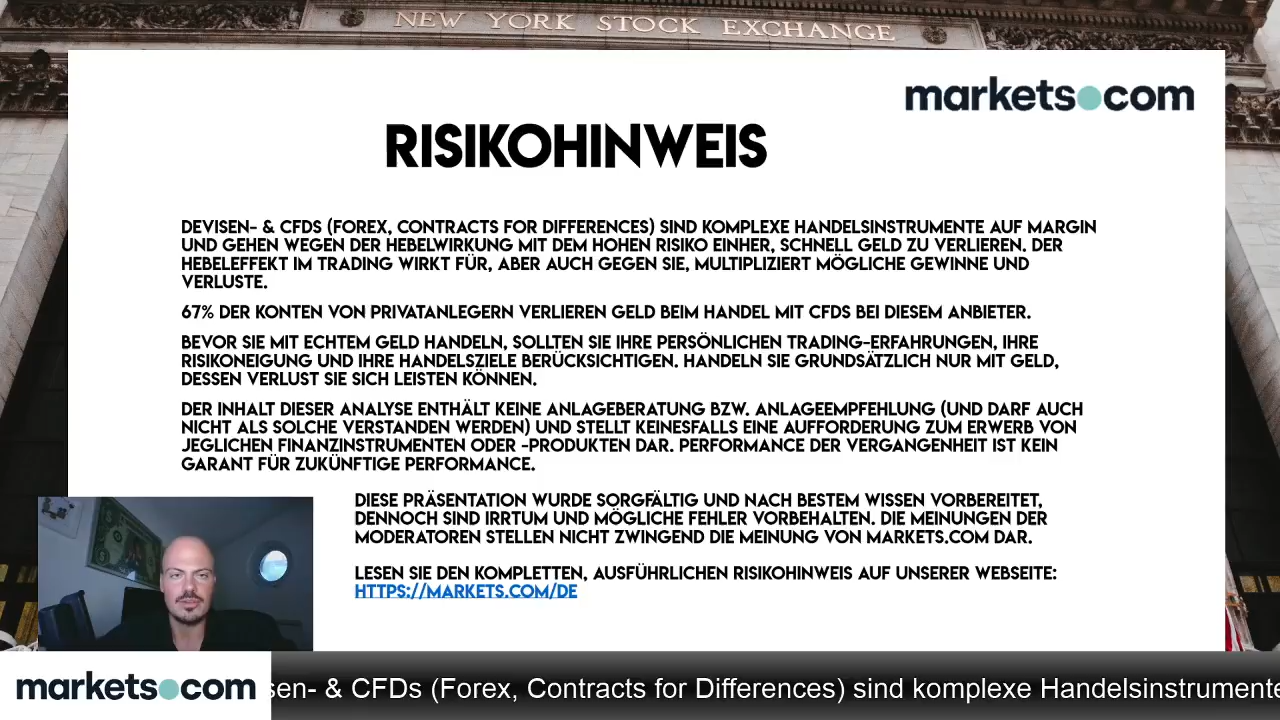 NEW YORK STOCK EXCHANGE
markets.com
RISIKOHINWEIS
DEVISEN- & CFDS (FOREX, CONTRACTS FOR DIFFERENCES) SIND KOMPLEXE HANDELSINSTRUMENTE AUF MARGIN
UND GEHEN WEGEN DER HEBELWIRKUNG MIT DEM HOHEN RISIKO EINHER, SCHNELL GELD ZU VERLIEREN. DER
HEBELEFFEKT IM TRADING WIRKT FÜR, ABER AUCH GEGEN SIE, MULTIPLIZIERT MÖGLICHE GEWINNE UND
VERLUSTE.
67% DER KONTEN VON PRIVATANLEGERN VERLIEREN GELD BEIM HANDEL MIT CFDS BEI DIESEM ANBIETER.
BEVOR SIE MIT ECHTEM GELD HANDELN, SOLLTEN SIE IHRE PERSÖNLICHEN TRADING-ERFAHRUNGEN, IHRE
RISIKONEIGUNG UND IHRE HANDELSZIELE BERÜCKSICHTIGEN. HANDELN SIE GRUNDSÄTZLICH NUR MIT GELD,
DESSEN VERLUST SIE SICH LEISTEN KÖNNEN.
DER INHALT DIESER ANALYSE ENTHÄLT KEINE ANLAGEBERATUNG BZW. ANLAGEEMPFEHLUNG (UND DARF AUCH
NICHT ALS SOLCHE VERSTANDEN WERDEN) UND STELLT KEINESFALLS EINE AUFFORDERUNG ZUM ERWERB VON
JEGLICHEN FINANZINSTRUMENTEN ODER -PRODUKTEN DAR. PERFORMANCE DER VERGANGENHEIT IST KEIN
GARANT FÜR ZUKÜNFTIGE PERFORMANCE.
DIESE PRÄSENTATION WURDE SORGFÄLTIG UND NACH BESTEM WISSEN VORBEREITET,
DENNOCH SIND IRRTUM UND MÖGLICHE FEHLER VORBEHALTEN. DIE MEINUNGEN DER
MODERATOREN STELLEN NICHT ZWINGEND DIE MEINUNG VON MARKETS.COM DAR.
LESEN SIE DEN KOMPLETTEN, AUSFÜHRLICHEN RISIKOHINWEIS AUF UNSERER WEBSEITE:
HTTPS://MARKETS.COM/DE
markets.com
sen- & CFDs (Forex, Contracts for Differences) sind komplexe Handelsinstrumente